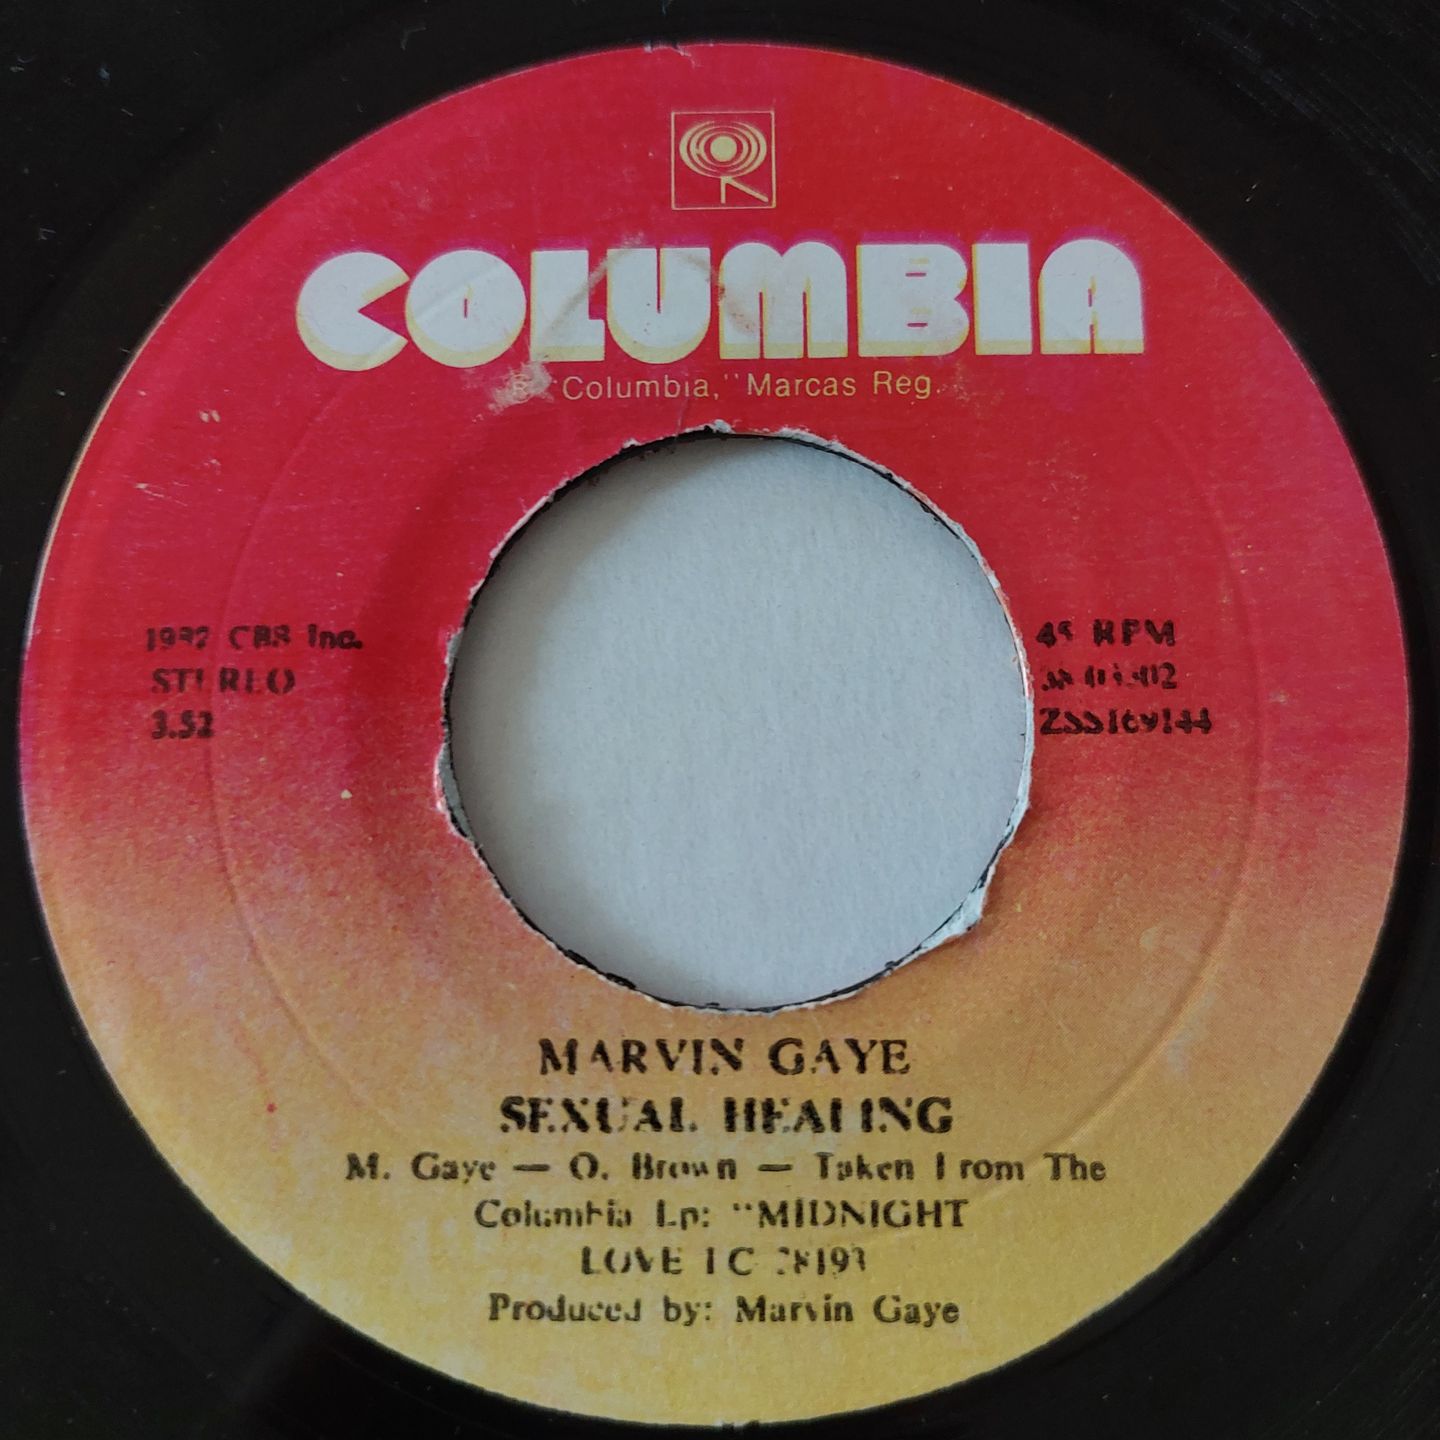 COLUMBIA
"Columbia," Marcas Reg.
1982 CBS Inc.
STEREO
3.52
45 RPM
ZSS169144
MARVIN GAYE
SEXUAL HEALING
M. Gaye — O. Brown — Taken From The
Columbia Lp: "MIDNIGHT
LOVE
Produced by: Marvin Gaye